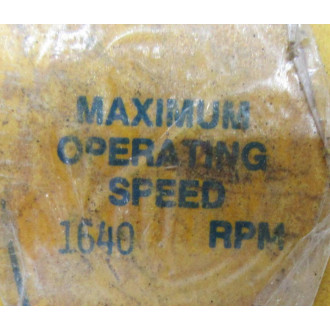 MAXIMUM
OPERATING
SPEED
1640 RPM